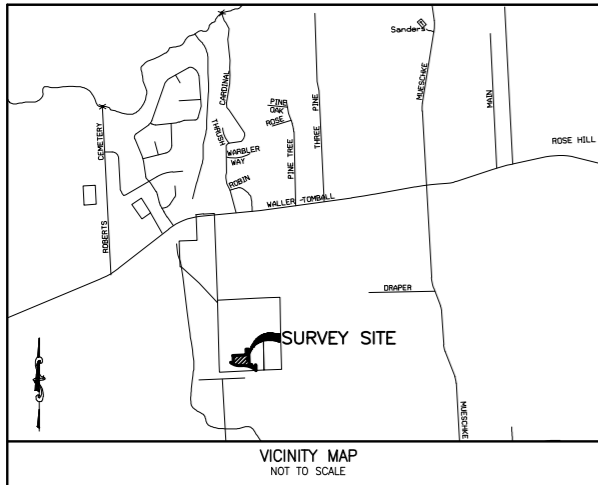 Sanders
MUESCHKE
MAIN
CARDINAL
PINE
OAK
ROSE
THREE PINE
PINE TREE
THRUSH
WARBLER
WAY
ROBIN
CEMETERY
ROBERTS
ROSE HILL
WALLER-TOMBALL
DRAPER
SURVEY SITE
MUESCHKE
VICINITY MAP
NOT TO SCALE